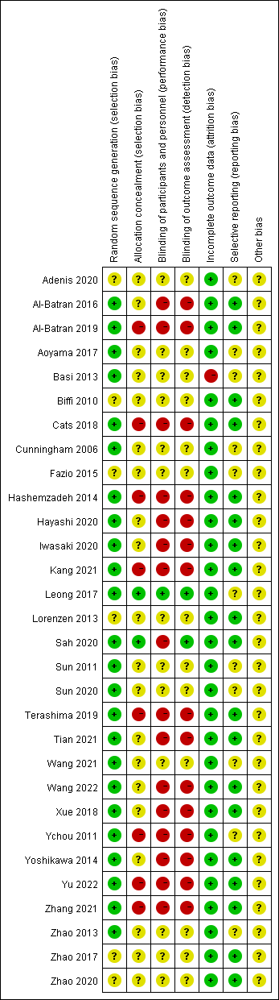 Random sequence generation (selection bias)
Allocation concealment (selection bias)
Blinding of participants and personnel (performance bias)
Blinding of outcome assessment (detection bias)
Incomplete outcome data (attrition bias)
Selective reporting (reporting bias)
Other bias
Adenis 2020 ? ? ? ? + ? ?
Al-Batran 2016 + ? – – + + ?
Al-Batran 2019 + – – – + + ?
Aoyama 2017 + ? ? ? + ? ?
Basi 2013 + ? ? ? – ? ?
Biffi 2010 ? ? ? ? + + ?
Cats 2018 + – – – + + ?
Cunningham 2006 + ? ? ? + ? ?
Fazio 2015 ? ? ? ? + ? ?
Hashemzadeh 2014 + – – – + + ?
Hayashi 2020 + ? – – + + ?
Iwasaki 2020 + ? – – + + ?
Kang 2021 + – – – + + ?
Leong 2017 + + + + + ? ?
Lorenzen 2013 ? ? ? ? + + ?
Sah 2020 + + – + + + ?
Sun 2011 + ? ? ? + ? ?
Sun 2020 + ? ? ? + ? ?
Terashima 2019 + – – – + + ?
Tian 2021 + ? – – + + ?
Wang 2021 + ? ? ? + ? ?
Wang 2022 + ? – – + + ?
Xue 2018 + ? – – + + ?
Ychou 2011 + – – – + ? ?
Yoshikawa 2014 + ? – – + + ?
Yu 2022 + – – – + + ?
Zhang 2021 + – – – + + ?
Zhao 2013 + ? ? ? + ? ?
Zhao 2017 ? ? ? ? + + ?
Zhao 2020 ? ? ? ? + + ?